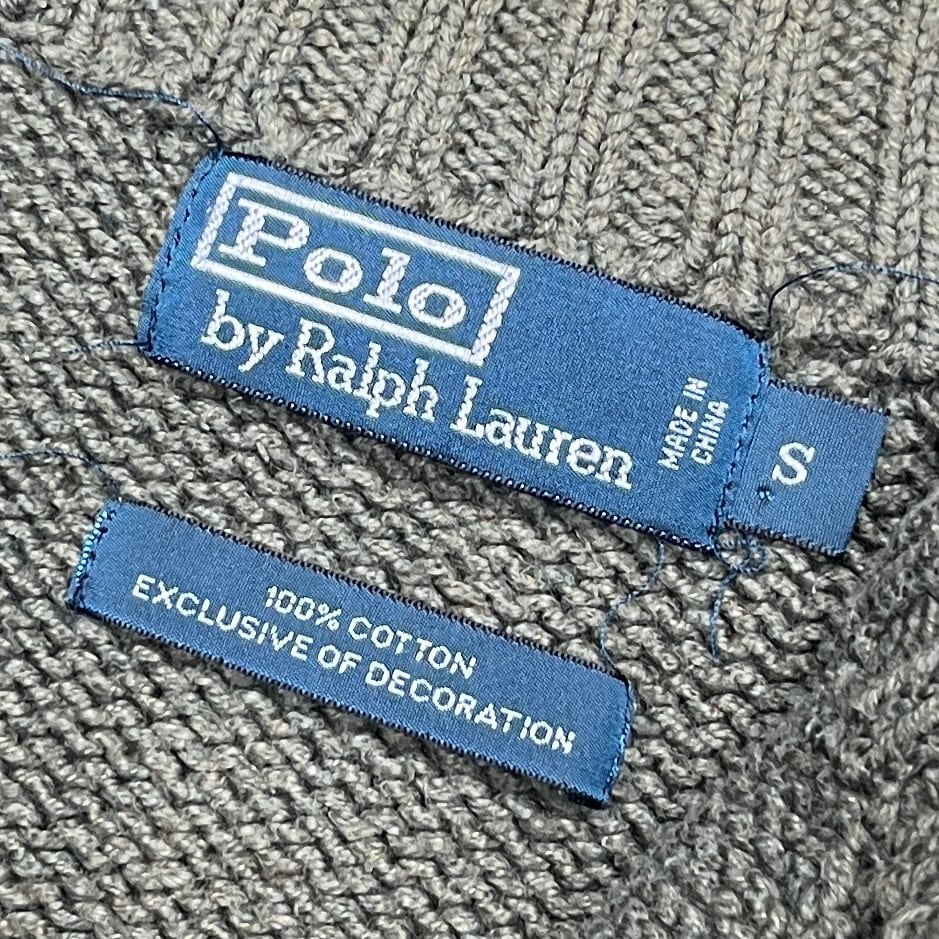 Polo
by Ralph Lauren
MADE IN
CHINA
S
100% COTTON
EXCLUSIVE OF DECORATION